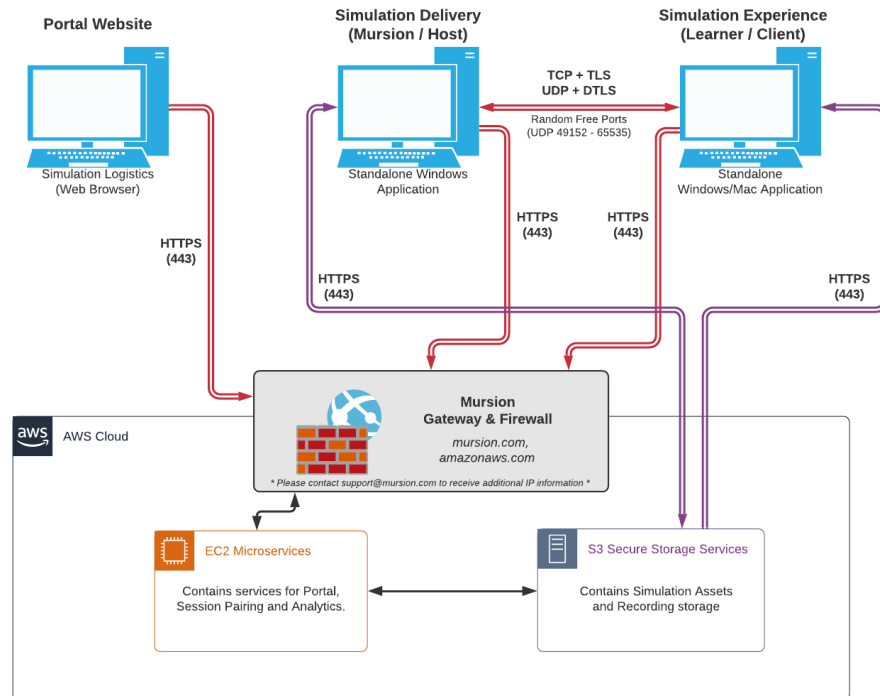 Portal Website
Simulation Delivery
(Mursion / Host)
Simulation Experience
(Learner / Client)
TCP + TLS
UDP + DTLS
Random Free Ports
(UDP 49152 - 65535)
Simulation Logistics
(Web Browser)
Standalone Windows
Application
Standalone
Windows/Mac Application
HTTPS
(443)
HTTPS
(443)
HTTPS
(443)
HTTPS
(443)
HTTPS
(443)
Mursion
Gateway & Firewall
mursion.com,
amazonaws.com
* Please contact support@mursion.com to receive additional IP information *
aws
AWS Cloud
EC2 Microservices
Contains services for Portal,
Session Pairing and Analytics.
S3 Secure Storage Services
Contains Simulation Assets
and Recording storage